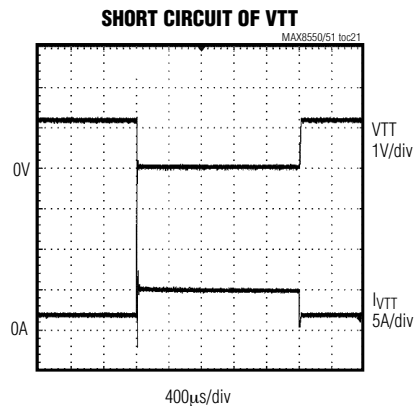 SHORT CIRCUIT OF VTT
MAX8550/51 toc21
VTT
1V/div
0V
IVTT
5A/div
0A
400μs/div